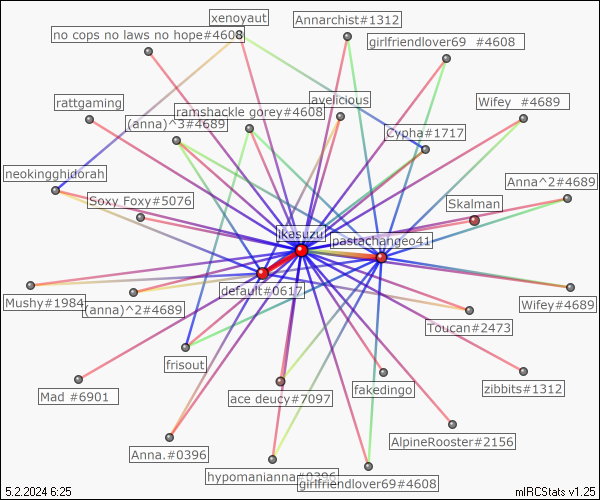 xenoyaut
Annarchist#1312
no cops no laws no hope#4608
girlfriendlover69 #4608
rattgaming
avelicious
Wifey #4689
ramshackle gorey#4608
(anna)^3#4689
Cypha#1717
neokingghidorah
Anna^2#4689
Soxy Foxy#5076
Skalman
ikasuzu
pastachangeo41
default#0617
Mushy#1984
(anna)^2#4689
Wifey#4689
Toucan#2473
frisout
Mad #6901
ace deucy#7097
fakedingo
zibbits#1312
AlpineRooster#2156
Anna.#0396
hypomanianna#0396
girlfriendlover69#4608
5.2.2024 6:25
mIRCStats v1.25